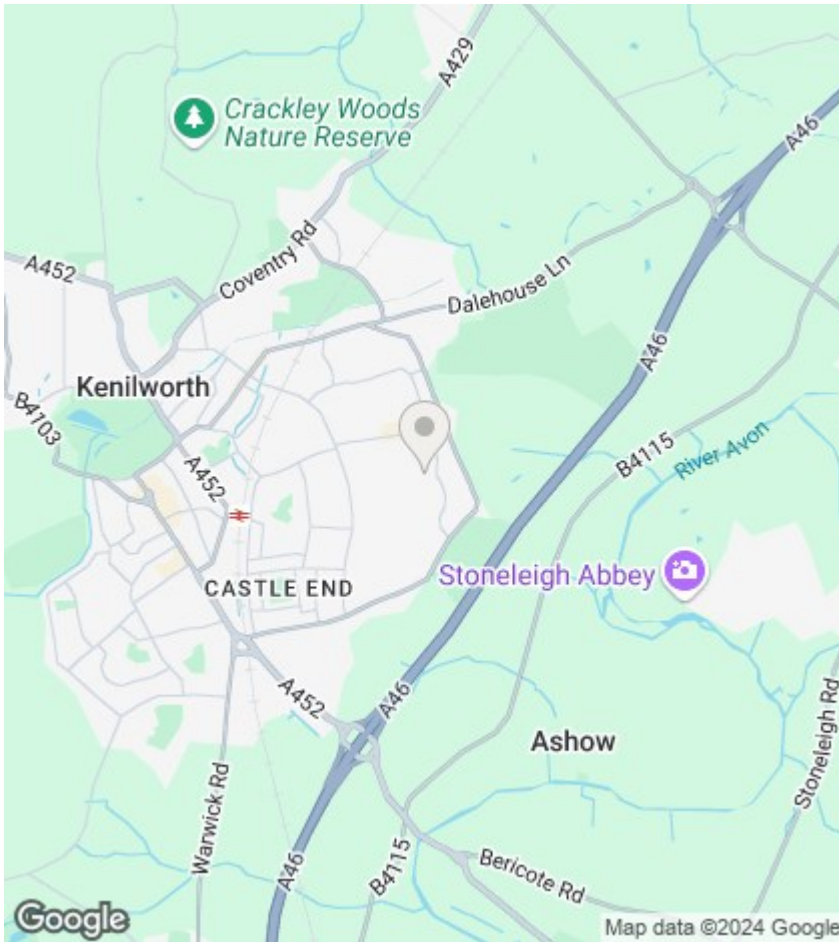 A429
Crackley Woods
Nature Reserve
A46
A452
Coventry Rd
Dalehouse Ln
A46
Kenilworth
B4103
A452
B4115
River Avon
CASTLE END
Stoneleigh Abbey
A452
A46
Ashow
Stoneleigh Rd
Warwick Rd
A46
B4115
Bericote Rd
Google
Map data ©2024 Google